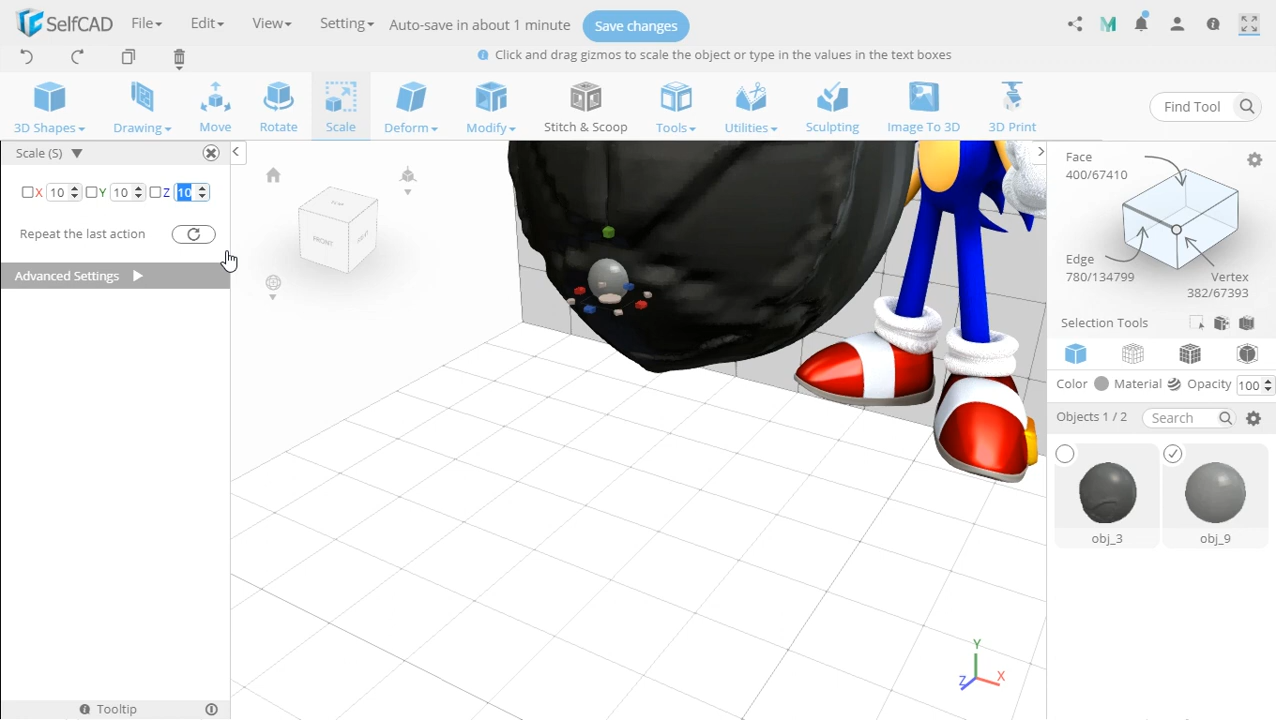 SelfCAD File Edit View Setting Auto-save in about 1 minute Save changes
Click and drag gizmos to scale the object or type in the values in the text boxes
3D Shapes Drawing Move Rotate Scale Deform Modify Stitch & Scoop Tools Utilities Sculpting Image To 3D 3D Print Find Tool
Scale (S)
X 10 Y 10 Z 10
Repeat the last action
Advanced Settings
Tooltip
FRONT
Y
X
Z
Face
400/67410
Edge
780/134799
Vertex
382/67393
Selection Tools
Color Material Opacity 100
Objects 1 / 2 Search
obj_3 obj_9